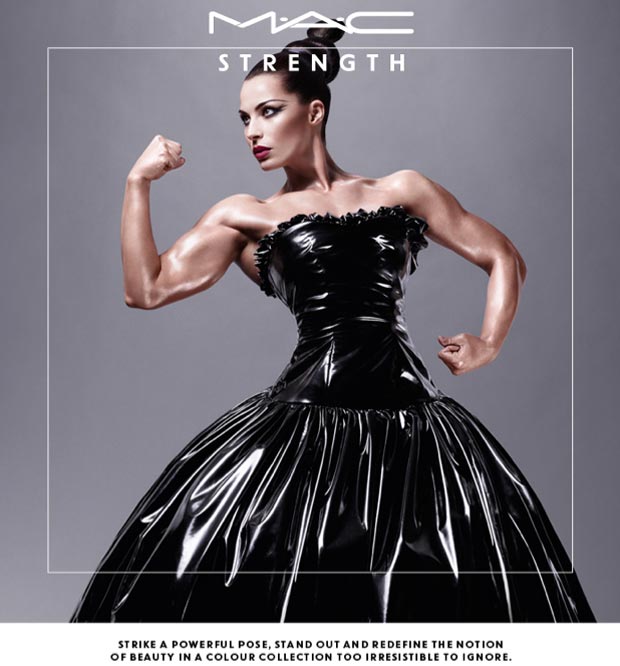 M·A·C
STRENGTH
STRIKE A POWERFUL POSE, STAND OUT AND REDEFINE THE NOTION
OF BEAUTY IN A COLOUR COLLECTION TOO IRRESISTIBLE TO IGNORE.